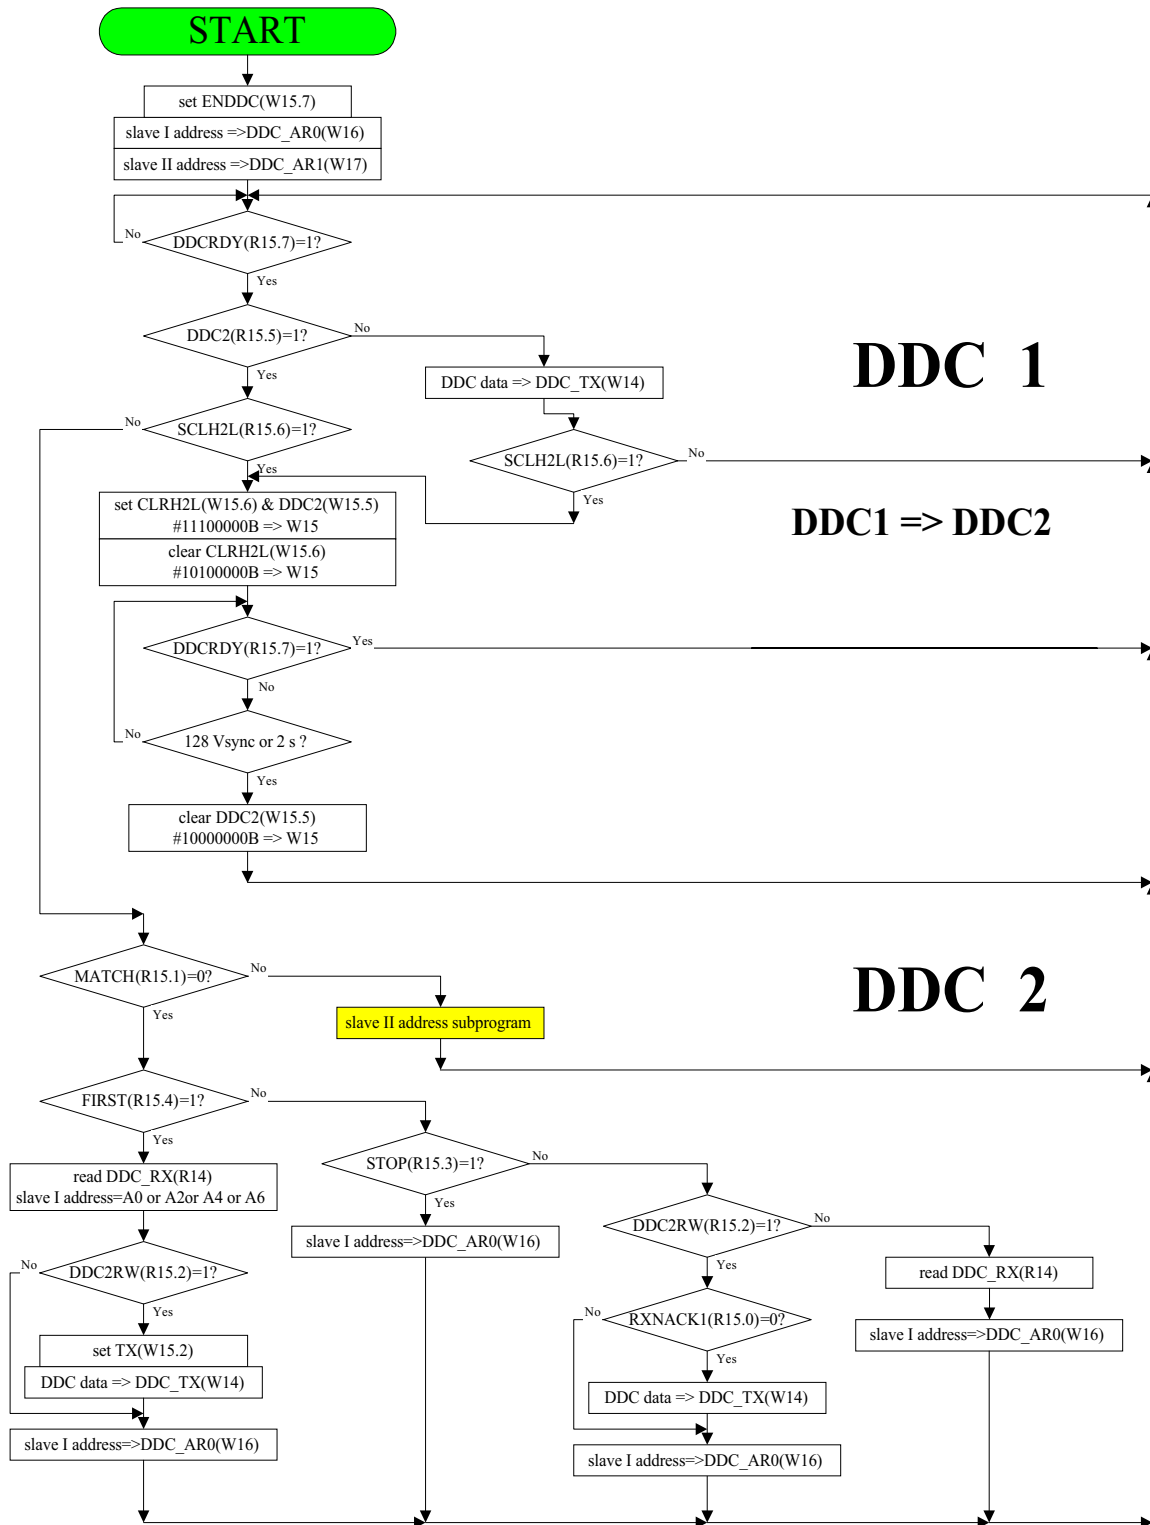 START
set ENDDC(W15.7)
slave I address =>DDC_AR0(W16)
slave II address =>DDC_AR1(W17)
No
DDCRDY(R15.7)=1?
Yes
DDC2(R15.5)=1?
No
Yes
DDC data => DDC_TX(W14)
DDC 1
No
SCLH2L(R15.6)=1?
Yes
SCLH2L(R15.6)=1?
No
Yes
set CLRH2L(W15.6) & DDC2(W15.5)
#11100000B => W15
clear CLRH2L(W15.6)
#10100000B => W15
DDC1 => DDC2
DDCRDY(R15.7)=1?
Yes
No
No
128 Vsync or 2 s ?
Yes
clear DDC2(W15.5)
#10000000B => W15
MATCH(R15.1)=0?
No
Yes
slave II address subprogram
DDC 2
FIRST(R15.4)=1?
No
Yes
read DDC_RX(R14)
slave I address=A0 or A2or A4 or A6
STOP(R15.3)=1?
No
Yes
slave I address=>DDC_AR0(W16)
DDC2RW(R15.2)=1?
No
Yes
read DDC_RX(R14)
slave I address=>DDC_AR0(W16)
No
DDC2RW(R15.2)=1?
Yes
set TX(W15.2)
DDC data => DDC_TX(W14)
slave I address=>DDC_AR0(W16)
No
RXNACK1(R15.0)=0?
Yes
DDC data => DDC_TX(W14)
slave I address=>DDC_AR0(W16)